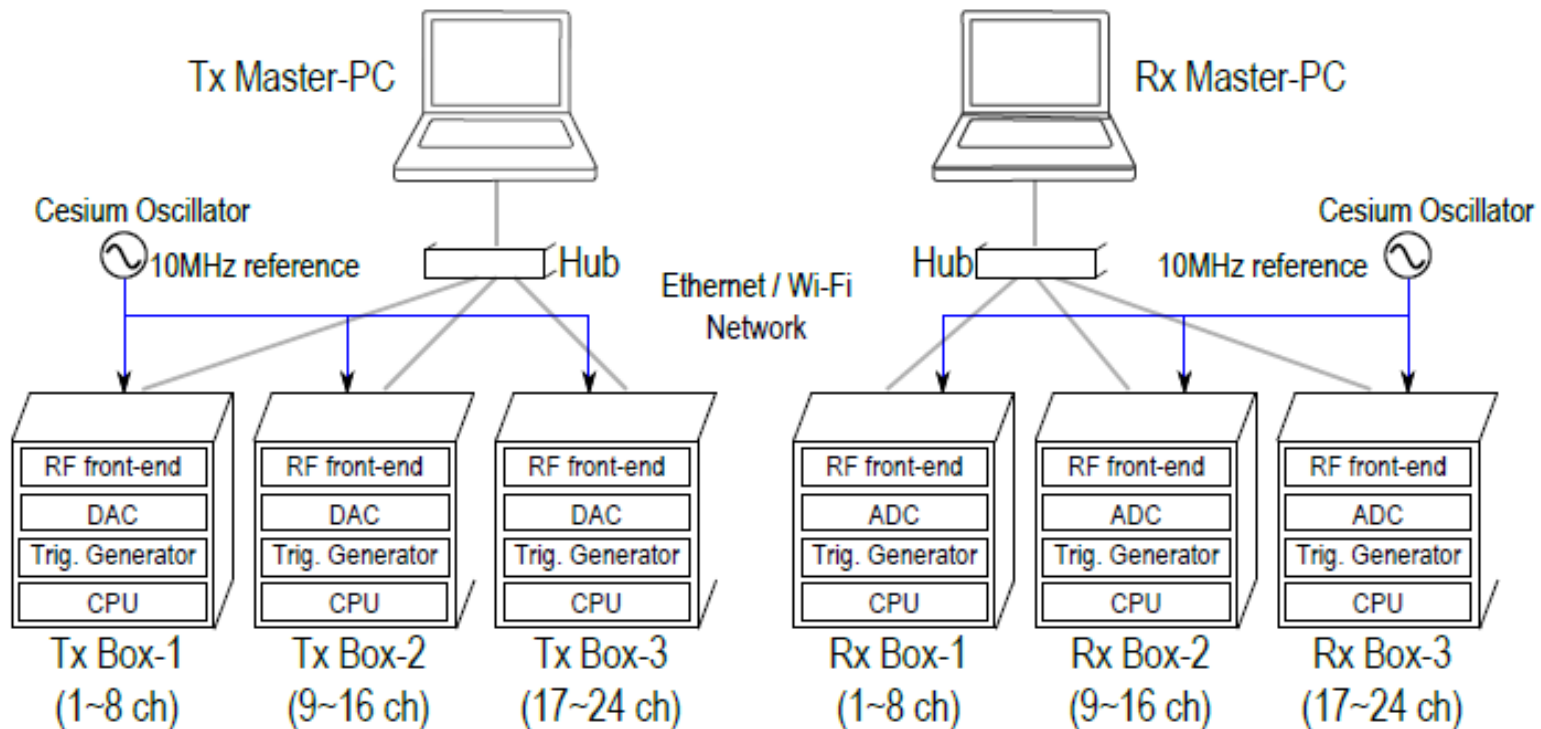 Tx Master-PC
Rx Master-PC
Cesium Oscillator
Cesium Oscillator
10MHz reference
Hub
Ethernet / Wi-Fi
Network
Hub
10MHz reference
RF front-end
DAC
Trig. Generator
CPU
Tx Box-1
(1~8 ch)
RF front-end
DAC
Trig. Generator
CPU
Tx Box-2
(9~16 ch)
RF front-end
DAC
Trig. Generator
CPU
Tx Box-3
(17~24 ch)
RF front-end
ADC
Trig. Generator
CPU
Rx Box-1
(1~8 ch)
RF front-end
ADC
Trig. Generator
CPU
Rx Box-2
(9~16 ch)
RF front-end
ADC
Trig. Generator
CPU
Rx Box-3
(17~24 ch)